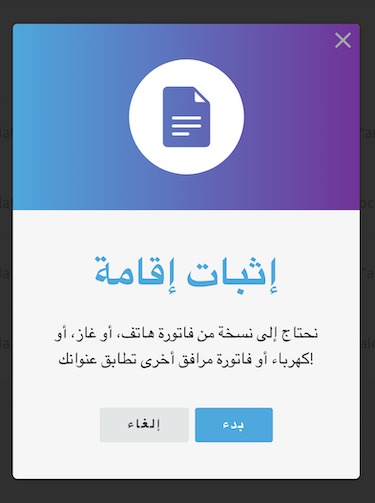 إثبات إقامة
نحتاج إلى نسخة من فاتورة هاتف، أو غاز، أو
كهرباء أو فاتورة مرافق أخرى تطابق عنوانك!
بدء
إلغاء